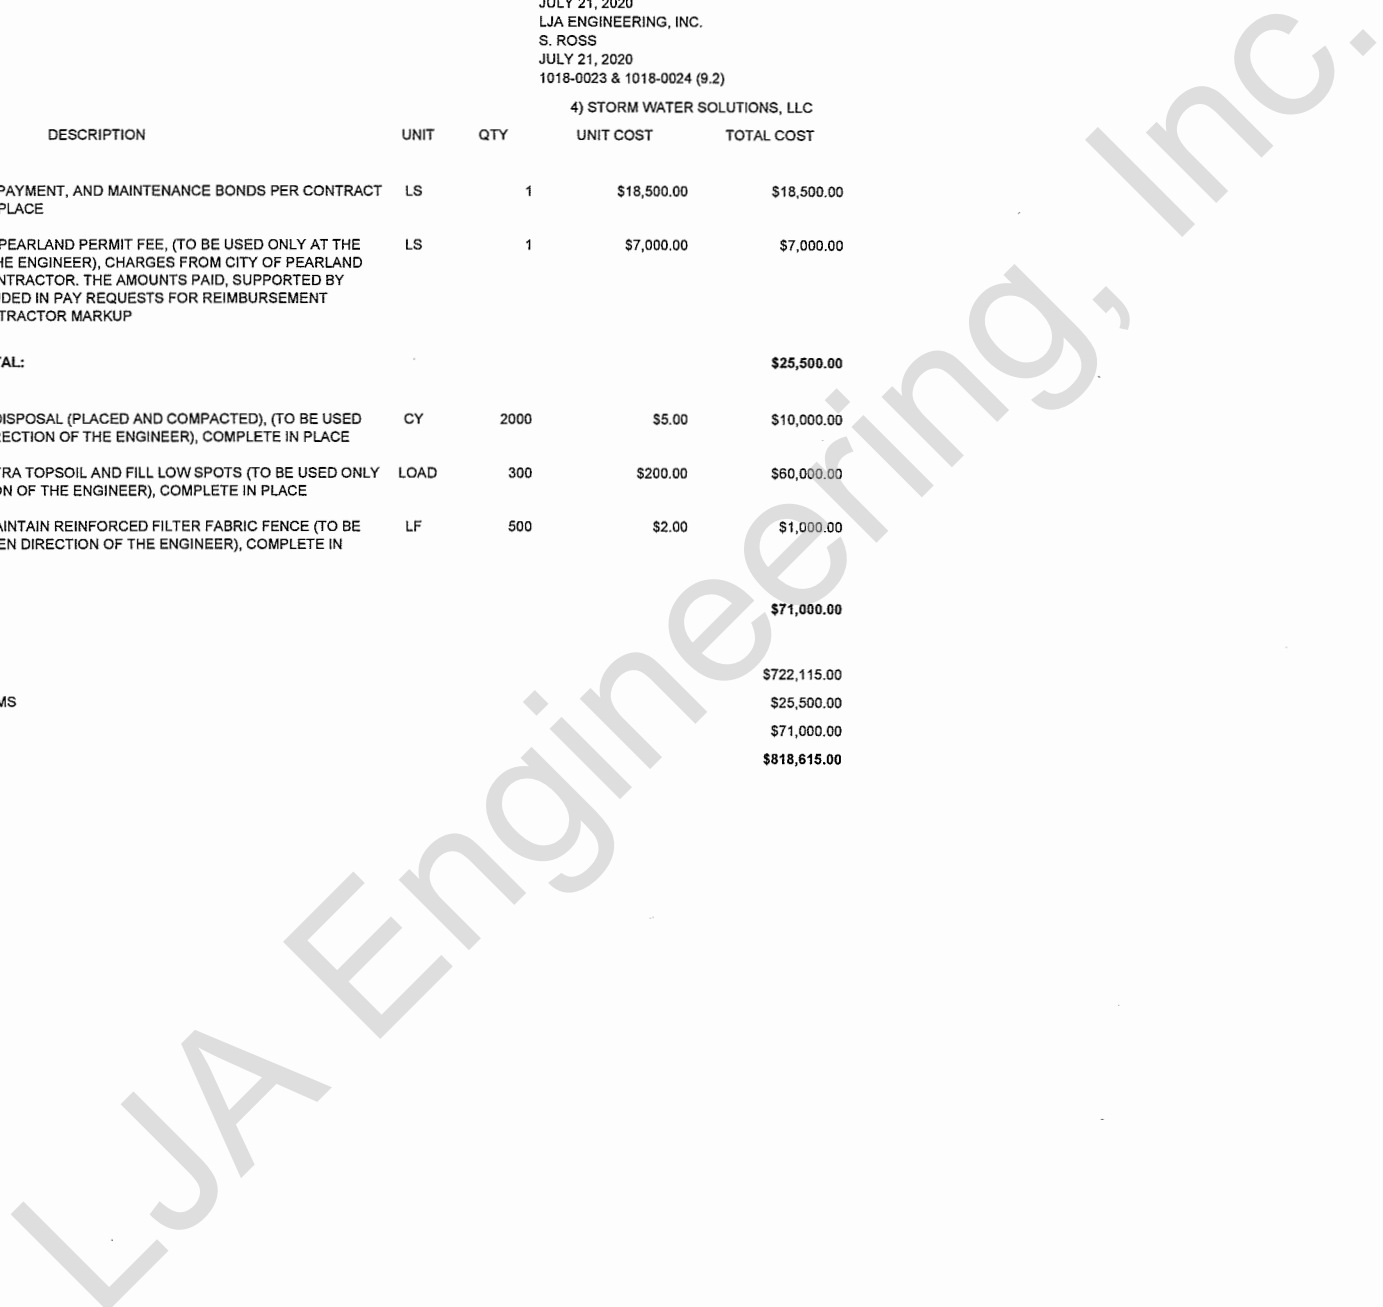 JULY 21, 2020
LJA ENGINEERING, INC.
S. ROSS
JULY 21, 2020
1018-0023 & 1018-0024 (9.2)
4) STORM WATER SOLUTIONS, LLC
DESCRIPTION UNIT QTY UNIT COST TOTAL COST
PAYMENT, AND MAINTENANCE BONDS PER CONTRACT LS 1 $18,500.00 $18,500.00
PLACE
PEARLAND PERMIT FEE, (TO BE USED ONLY AT THE LS 1 $7,000.00 $7,000.00
HE ENGINEER), CHARGES FROM CITY OF PEARLAND
NTRACTOR. THE AMOUNTS PAID, SUPPORTED BY
DED IN PAY REQUESTS FOR REIMBURSEMENT
TRACTOR MARKUP
TAL: $25,500.00
DISPOSAL (PLACED AND COMPACTED), (TO BE USED CY 2000 $5.00 $10,000.00
RECTION OF THE ENGINEER), COMPLETE IN PLACE
TRA TOPSOIL AND FILL LOW SPOTS (TO BE USED ONLY LOAD 300 $200.00 $60,000.00
ON OF THE ENGINEER), COMPLETE IN PLACE
AINTAIN REINFORCED FILTER FABRIC FENCE (TO BE LF 500 $2.00 $1,000.00
EN DIRECTION OF THE ENGINEER), COMPLETE IN
$71,000.00
$722,115.00
MS $25,500.00
$71,000.00
$818,615.00
LJA Engineering, Inc.